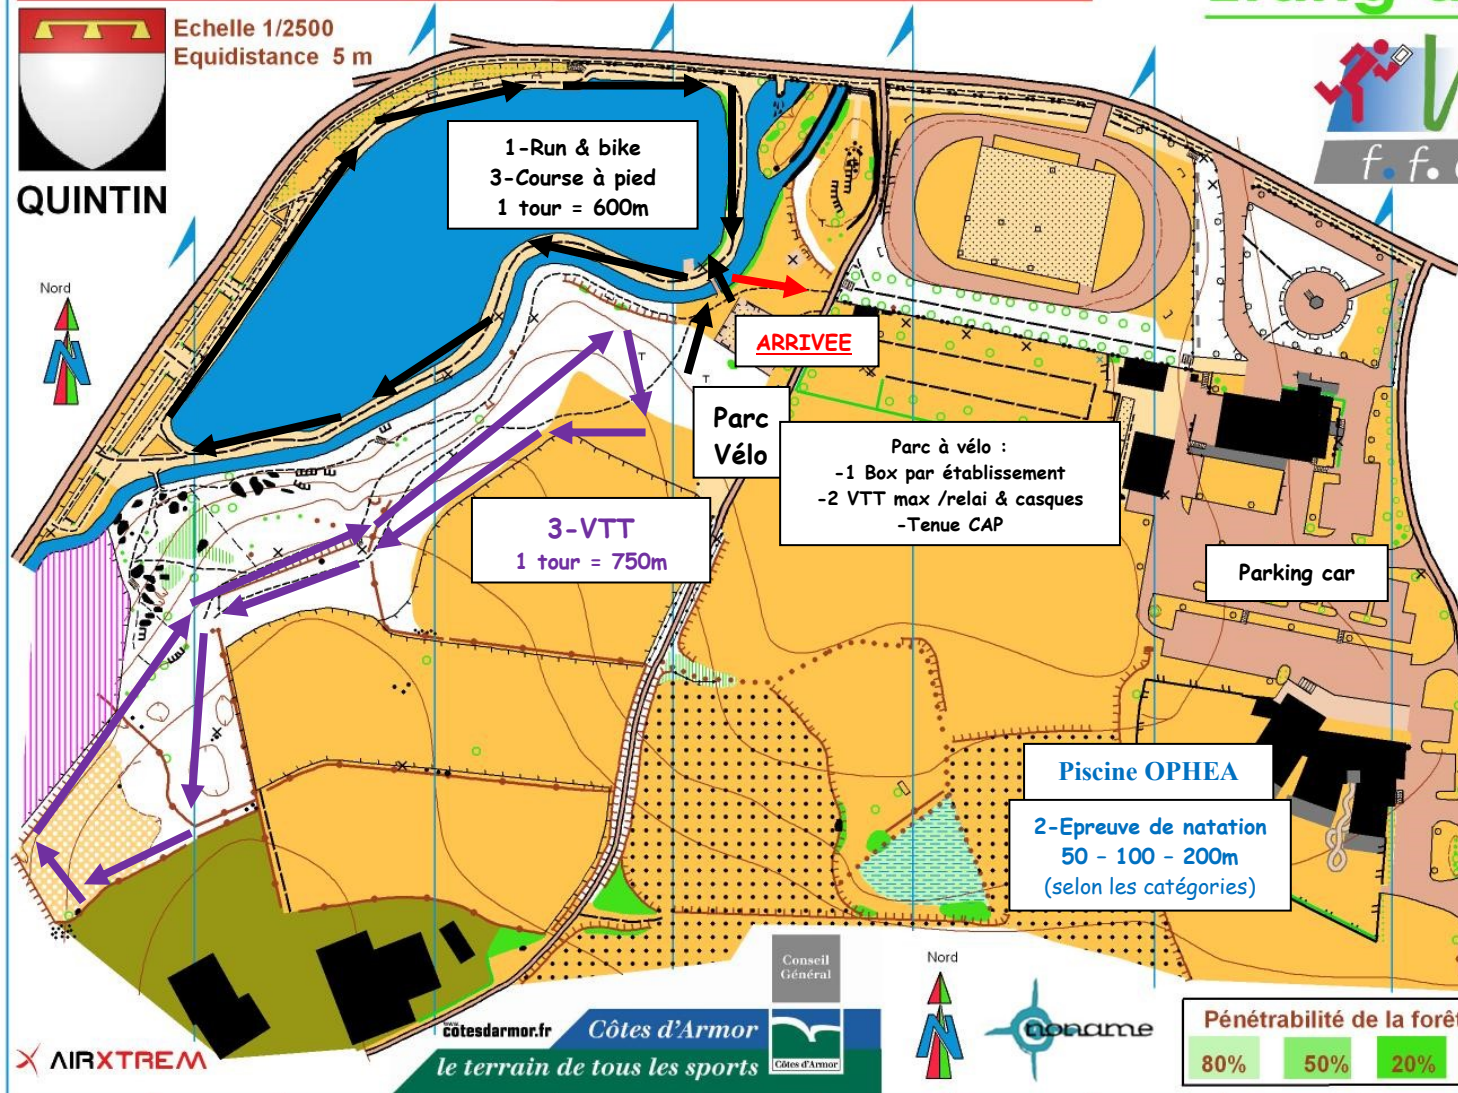 Echelle 1/2500
Equidistance 5 m
QUINTIN
Nord
1-Run & bike
3-Course à pied
1 tour = 600m
ARRIVEE
Parc
Vélo
Parc à vélo :
-1 Box par établissement
-2 VTT max /relai & casques
-Tenue CAP
3-VTT
1 tour = 750m
Parking car
Piscine OPHEA
2-Epreuve de natation
50 - 100 - 200m
(selon les catégories)
AIRXTREM
cotesdarmor.fr
Côtes d'Armor
le terrain de tous les sports
Conseil
Général
Côtes d'Armor
Nord
noname
Pénétrabilité de la forêt
80% 50% 20%